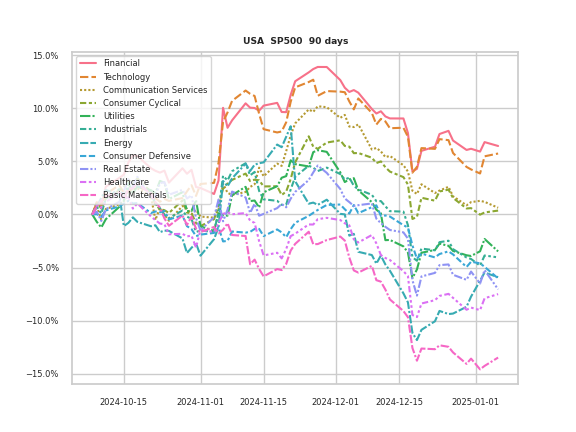 USA SP500 90 days
15.0%
10.0%
5.0%
0.0%
−5.0%
−10.0%
−15.0%
Financial
Technology
Communication Services
Consumer Cyclical
Utilities
Industrials
Energy
Consumer Defensive
Real Estate
Healthcare
Basic Materials
2024-10-15
2024-11-01
2024-11-15
2024-12-01
2024-12-15
2025-01-01